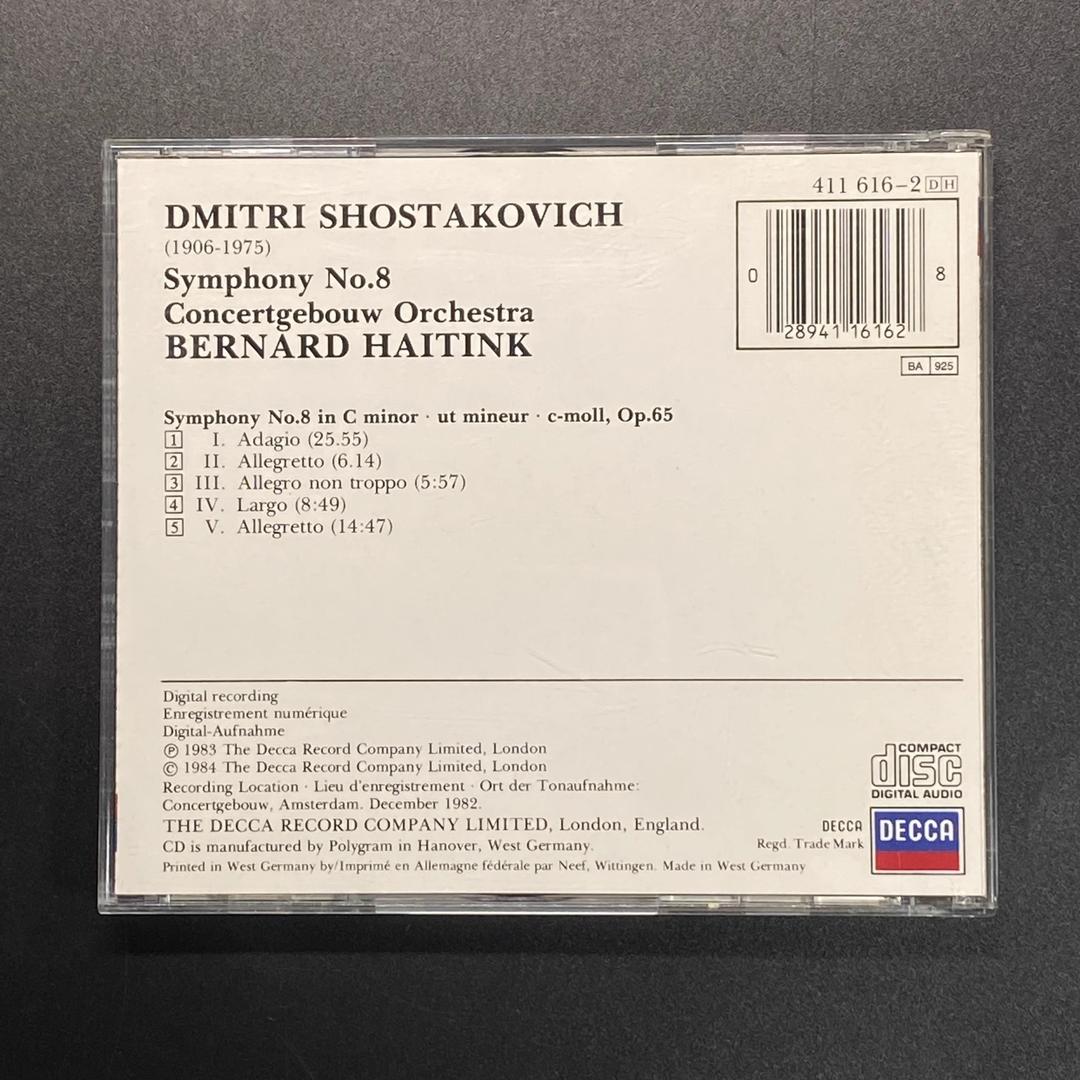 411 616-2 DH
DMITRI SHOSTAKOVICH
(1906-1975)
Symphony No.8
Concertgebouw Orchestra
BERNARD HAITINK
0 28941 16162 8
BA 925
Symphony No.8 in C minor · ut mineur · c-moll, Op.65
1 I. Adagio (25.55)
2 II. Allegretto (6.14)
3 III. Allegro non troppo (5:57)
4 IV. Largo (8:49)
5 V. Allegretto (14:47)
Digital recording
Enregistrement numérique
Digital-Aufnahme
℗ 1983 The Decca Record Company Limited, London
© 1984 The Decca Record Company Limited, London
Recording Location · Lieu d'enregistrement · Ort der Tonaufnahme:
Concertgebouw, Amsterdam. December 1982.
THE DECCA RECORD COMPANY LIMITED, London, England.
CD is manufactured by Polygram in Hanover, West Germany.
Printed in West Germany by/Imprimé en Allemagne fédérale par Neef, Wittingen. Made in West Germany
COMPACT
disc
DIGITAL AUDIO
DECCA
Regd. Trade Mark
DECCA